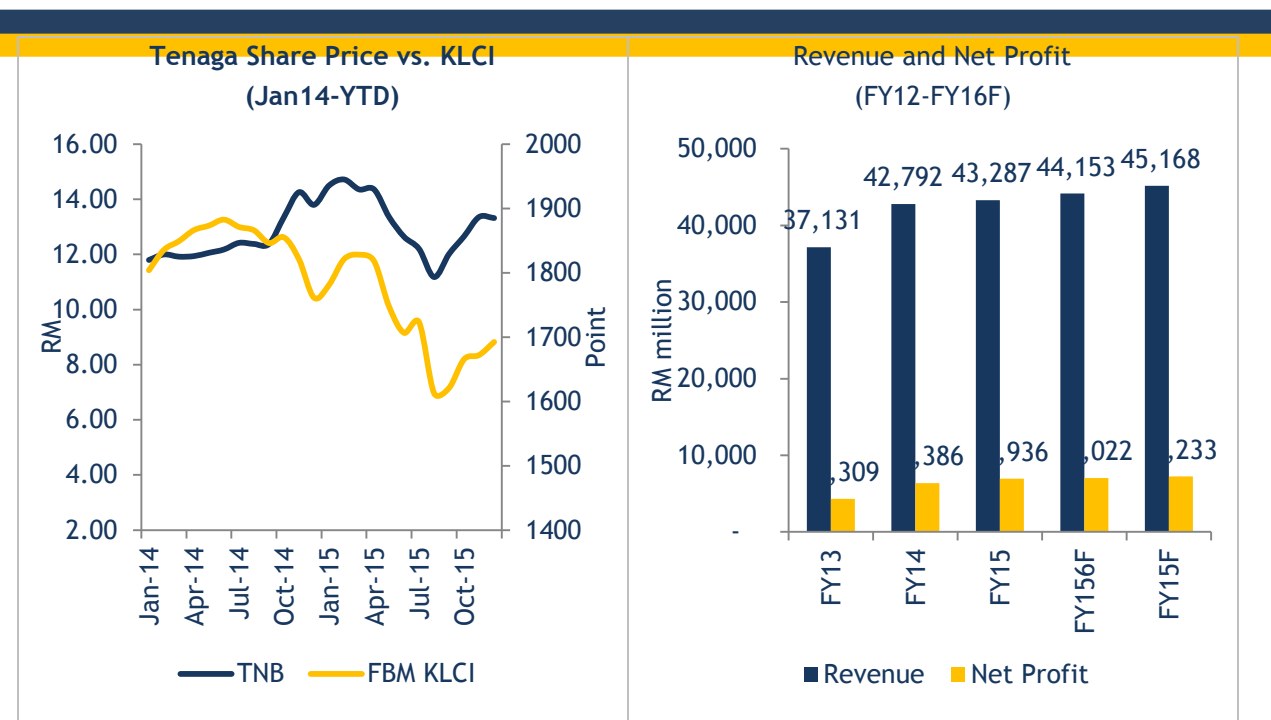 Tenaga Share Price vs. KLCI
(Jan14-YTD)
16.00
14.00
12.00
10.00
8.00
6.00
4.00
2.00
RM
2000
1900
1800
1700
1600
1500
1400
Point
Jan-14
Apr-14
Jul-14
Oct-14
Jan-15
Apr-15
Jul-15
Oct-15
TNB
FBM KLCI
Revenue and Net Profit
(FY12-FY16F)
50,000
40,000
30,000
20,000
10,000
-
RM million
37,131
42,792
43,287
44,153
45,168
,309
,386
,936
,022
,233
FY13
FY14
FY15
FY156F
FY15F
Revenue
Net Profit